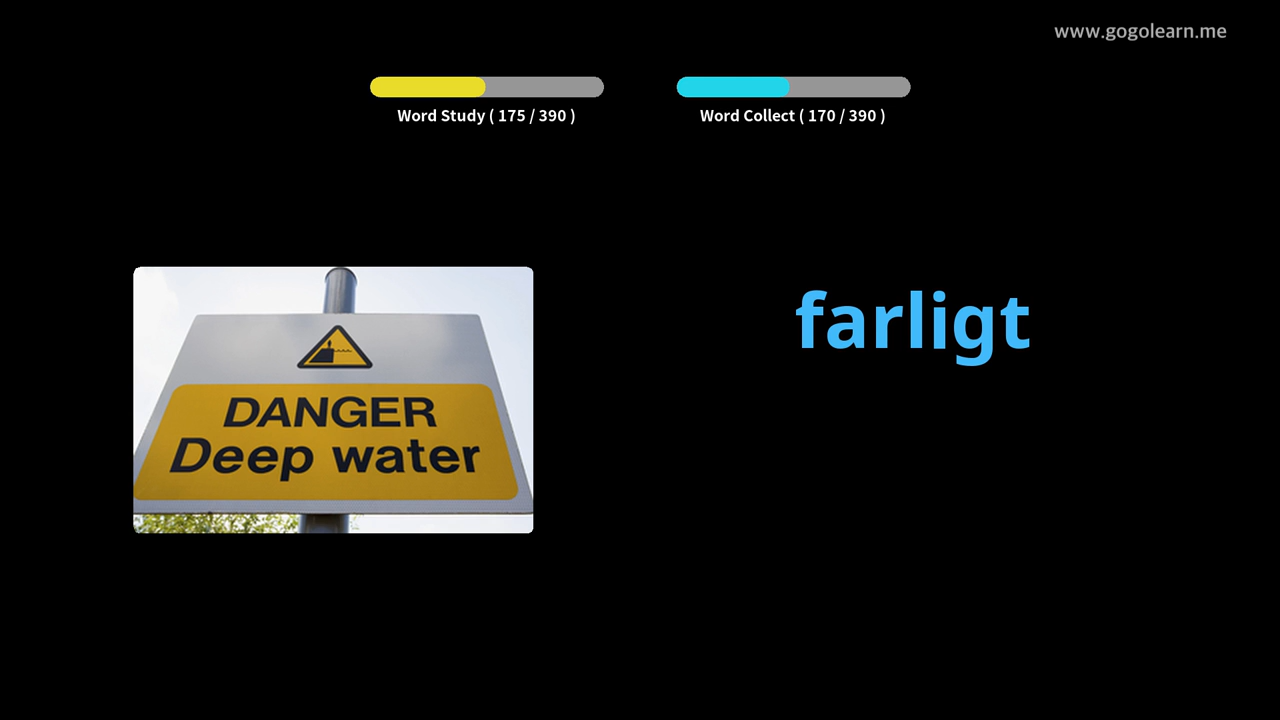 www.gogolearn.me
Word Study ( 175 / 390 )
Word Collect ( 170 / 390 )
DANGER
Deep water
farligt